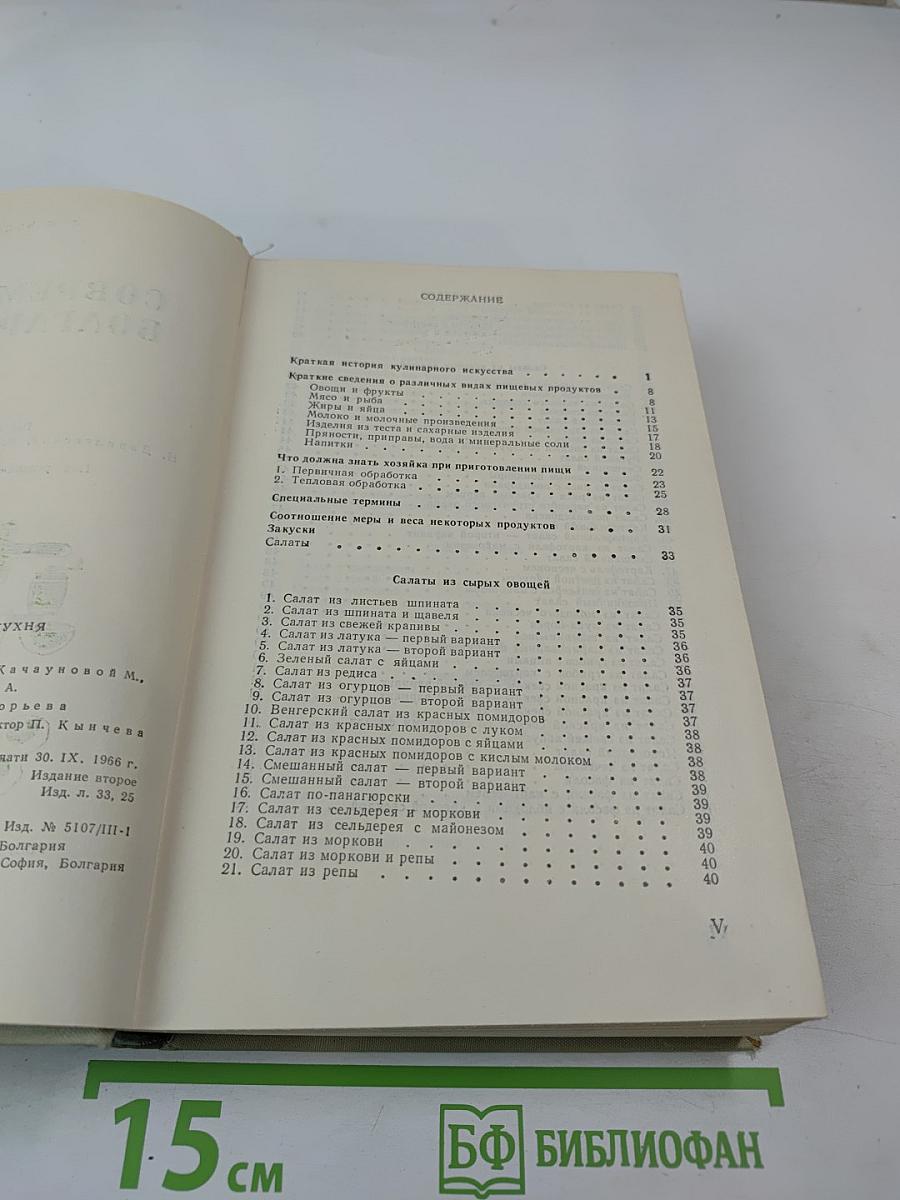 УХНЯ
Качауновой М.,
А.
орьева
ктор П. Кынчева
чати 30. IX. 1966 г.
Издание второе
Изд. л. 33, 25
Изд. № 5107/III-1
Болгария
София, Болгария
СОДЕРЖАНИЕ
Краткая история кулинарного искусства . . . . . . 1
Краткие сведения о различных видах пищевых продуктов . 8
Овощи и фрукты . . . . . . . . . . 8
Мясо и рыба . . . . . . . . . . . 11
Жиры и яйца . . . . . . . . . . . 13
Молоко и молочные произведения . . . . . . . 15
Изделия из теста и сахарные изделия . . . . . . 17
Пряности, приправы, вода и минеральные соли . . . . 18
Напитки . . . . . . . . . . . . 20
Что должна знать хозяйка при приготовлении пищи . . . 22
1. Первичная обработка . . . . . . . . . 23
2. Тепловая обработка . . . . . . . . . . 25
Специальные термины . . . . . . . . . . 28
Соотношение меры и веса некоторых продуктов . . . . 31
Закуски
Салаты . . . . . . . . . . . . . 33
Салаты из сырых овощей
1. Салат из листьев шпината . . . . . . . . 35
2. Салат из шпината и щавеля . . . . . . . . 35
3. Салат из свежей крапивы . . . . . . . . 35
4. Салат из латука — первый вариант . . . . . . 36
5. Салат из латука — второй вариант . . . . . . 36
6. Зеленый салат с яйцами . . . . . . . . 36
7. Салат из редиса . . . . . . . . . . 37
8. Салат из огурцов — первый вариант . . . . . 37
9. Салат из огурцов — второй вариант . . . . . 37
10. Венгерский салат из красных помидоров . . . . 37
11. Салат из красных помидоров с луком . . . . . 38
12. Салат из красных помидоров с яйцами . . . . . 38
13. Салат из красных помидоров с кислым молоком . . . 38
14. Смешанный салат — первый вариант . . . . . 38
15. Смешанный салат — второй вариант . . . . . 39
16. Салат по-панагюрски . . . . . . . . . 39
17. Салат из сельдерея и моркови . . . . . . . 39
18. Салат из сельдерея с майонезом . . . . . . 39
19. Салат из моркови . . . . . . . . . . 40
20. Салат из моркови и репы . . . . . . . . 40
21. Салат из репы . . . . . . . . . . . 40
V
15 см
БФ БИБЛИОФАН